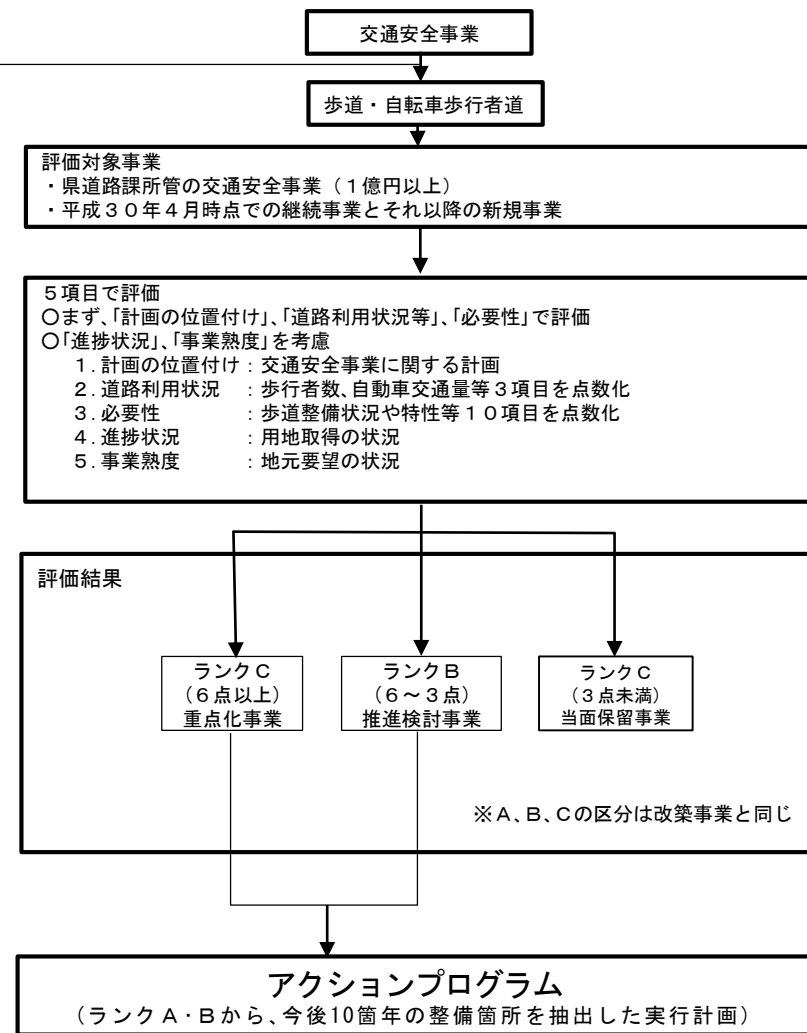 交通安全事業
歩道・自転車歩行者道
評価対象事業
・県道路課所管の交通安全事業（１億円以上）
・平成３０年４月時点での継続事業とそれ以降の新規事業
５項目で評価
○まず、「計画の位置付け」、「道路利用状況等」、「必要性」で評価
○「進捗状況」、「事業熟度」を考慮
１．計画の位置付け：交通安全事業に関する計画
２．道路利用状況　：歩行者数、自動車交通量等３項目を点数化
３．必要性　　　　：歩道整備状況や特性等１０項目を点数化
４．進捗状況　　　：用地取得の状況
５．事業熟度　　　：地元要望の状況
評価結果
ランクＣ
（６点以上）
重点化事業
ランクＢ
（６～３点）
推進検討事業
ランクＣ
（３点未満）
当面保留事業
※Ａ、Ｂ、Ｃの区分は改築事業と同じ
アクションプログラム
（ランクＡ・Ｂから、今後10箇年の整備箇所を抽出した実行計画）